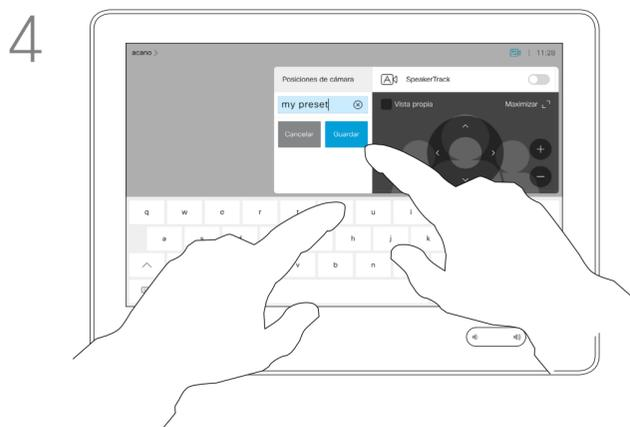 4
acano >
11:28
Posiciones de cámara
SpeakerTrack
my preset
Vista propia
Maximizar
Cancelar
Guardar
q w e r t u i
a s h j k
v b n